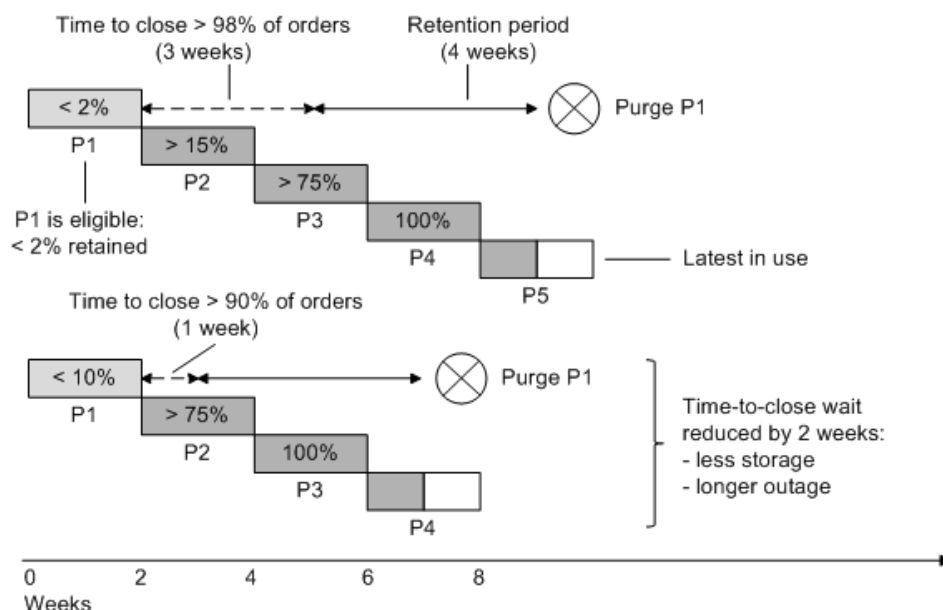 Time to close > 98% of orders
(3 weeks)
Retention period
(4 weeks)
< 2%
Purge P1
P1
> 15%
P2
> 75%
P3
P1 is eligible:
< 2% retained
100%
P4
Latest in use
P5
Time to close > 90% of orders
(1 week)
< 10%
Purge P1
P1
> 75%
P2
100%
P3
P4
Time-to-close wait
reduced by 2 weeks:
- less storage
- longer outage
0 2 4 6 8
Weeks